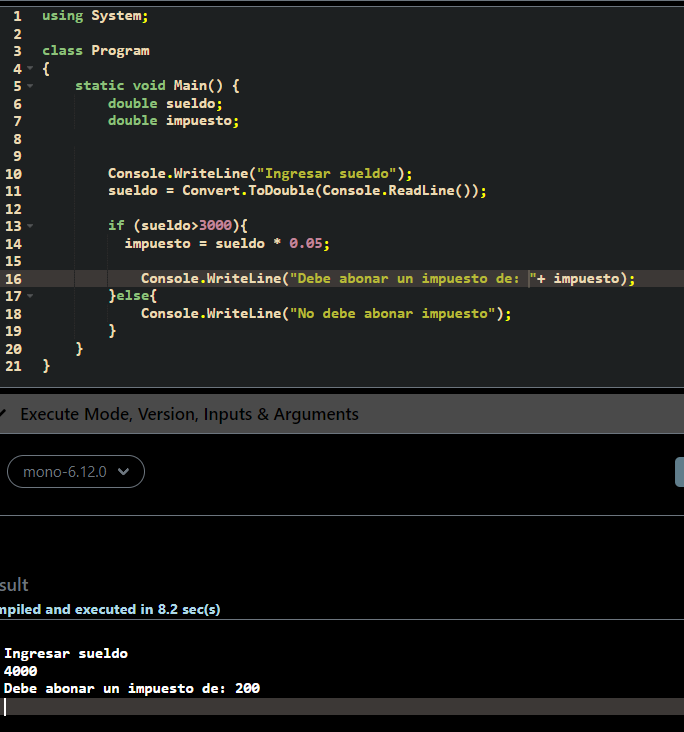 1 using System;
2
3 class Program
4 {
5 static void Main() {
6 double sueldo;
7 double impuesto;
8
9
10 Console.WriteLine("Ingresar sueldo");
11 sueldo = Convert.ToDouble(Console.ReadLine());
12
13 if (sueldo>3000){
14 impuesto = sueldo * 0.05;
15
16 Console.WriteLine("Debe abonar un impuesto de: "+ impuesto);
17 }else{
18 Console.WriteLine("No debe abonar impuesto");
19 }
20 }
21 }
Execute Mode, Version, Inputs & Arguments
mono-6.12.0
sult
mpiled and executed in 8.2 sec(s)
Ingresar sueldo
4000
Debe abonar un impuesto de: 200